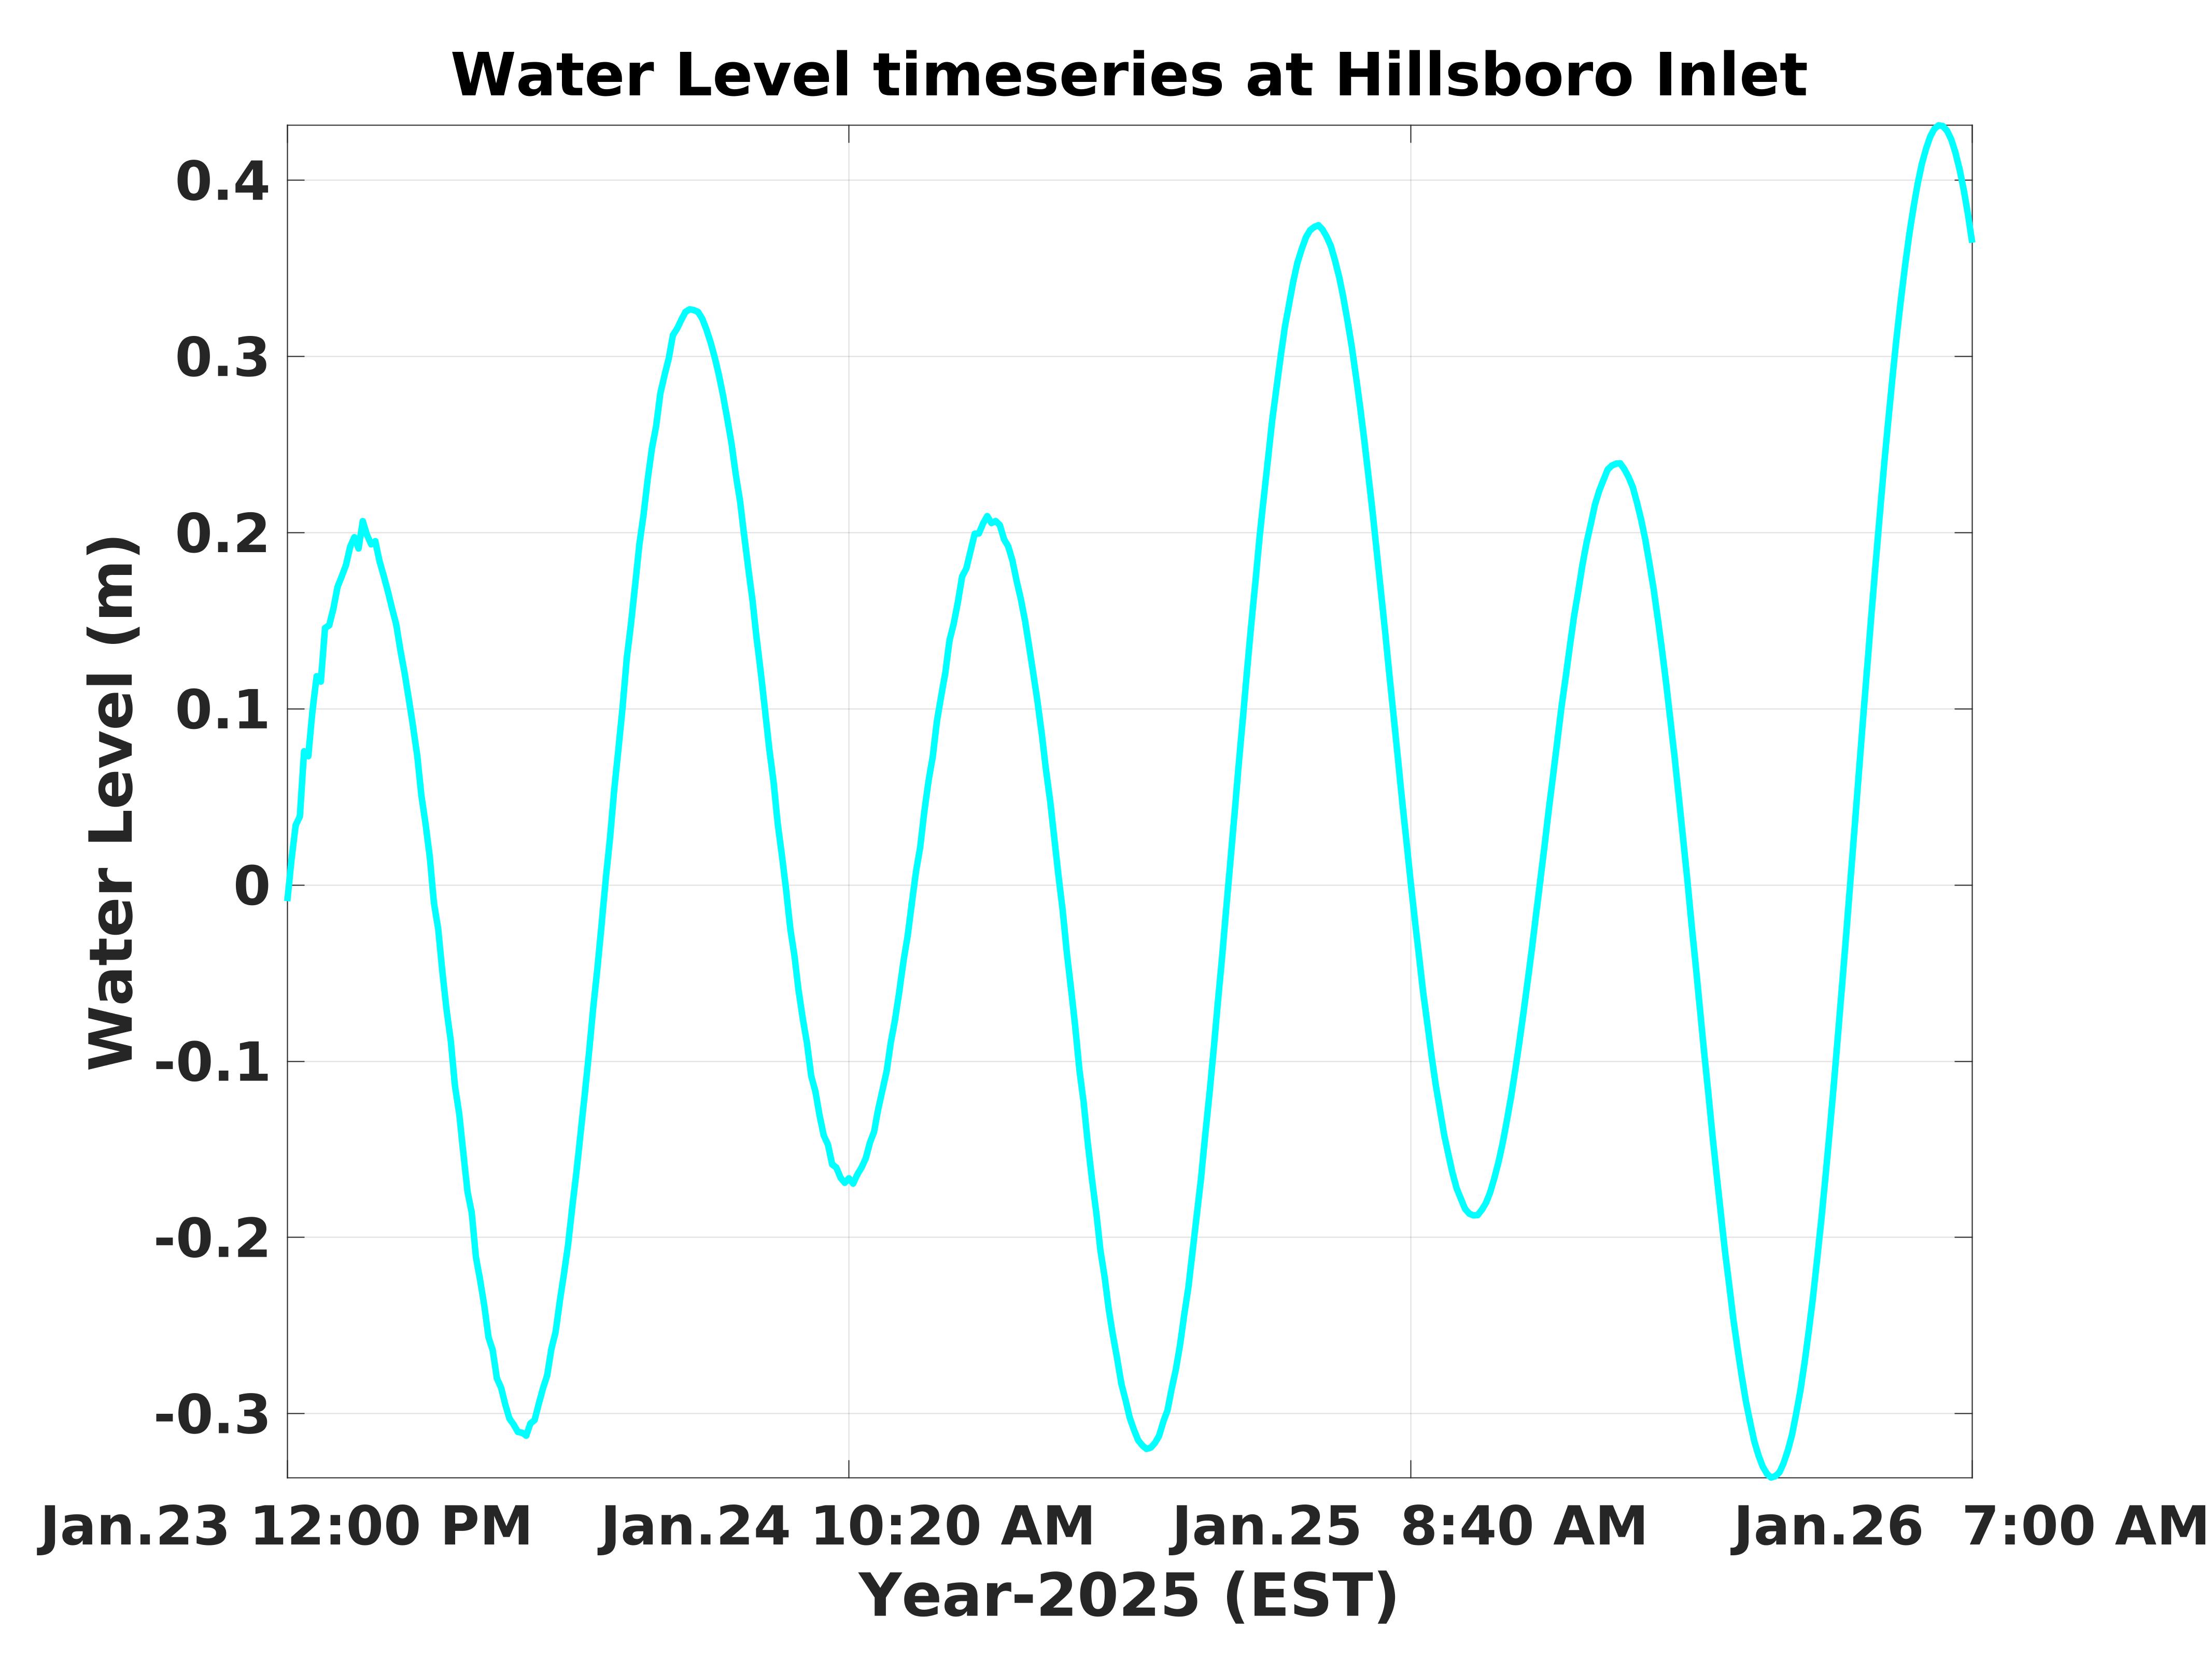 Water Level timeseries at Hillsboro Inlet
0.4
0.3
0.2
0.1
0
-0.1
-0.2
-0.3
Water Level (m)
Jan.23 12:00 PM Jan.24 10:20 AM Jan.25 8:40 AM Jan.26 7:00 AM
Year-2025 (EST)